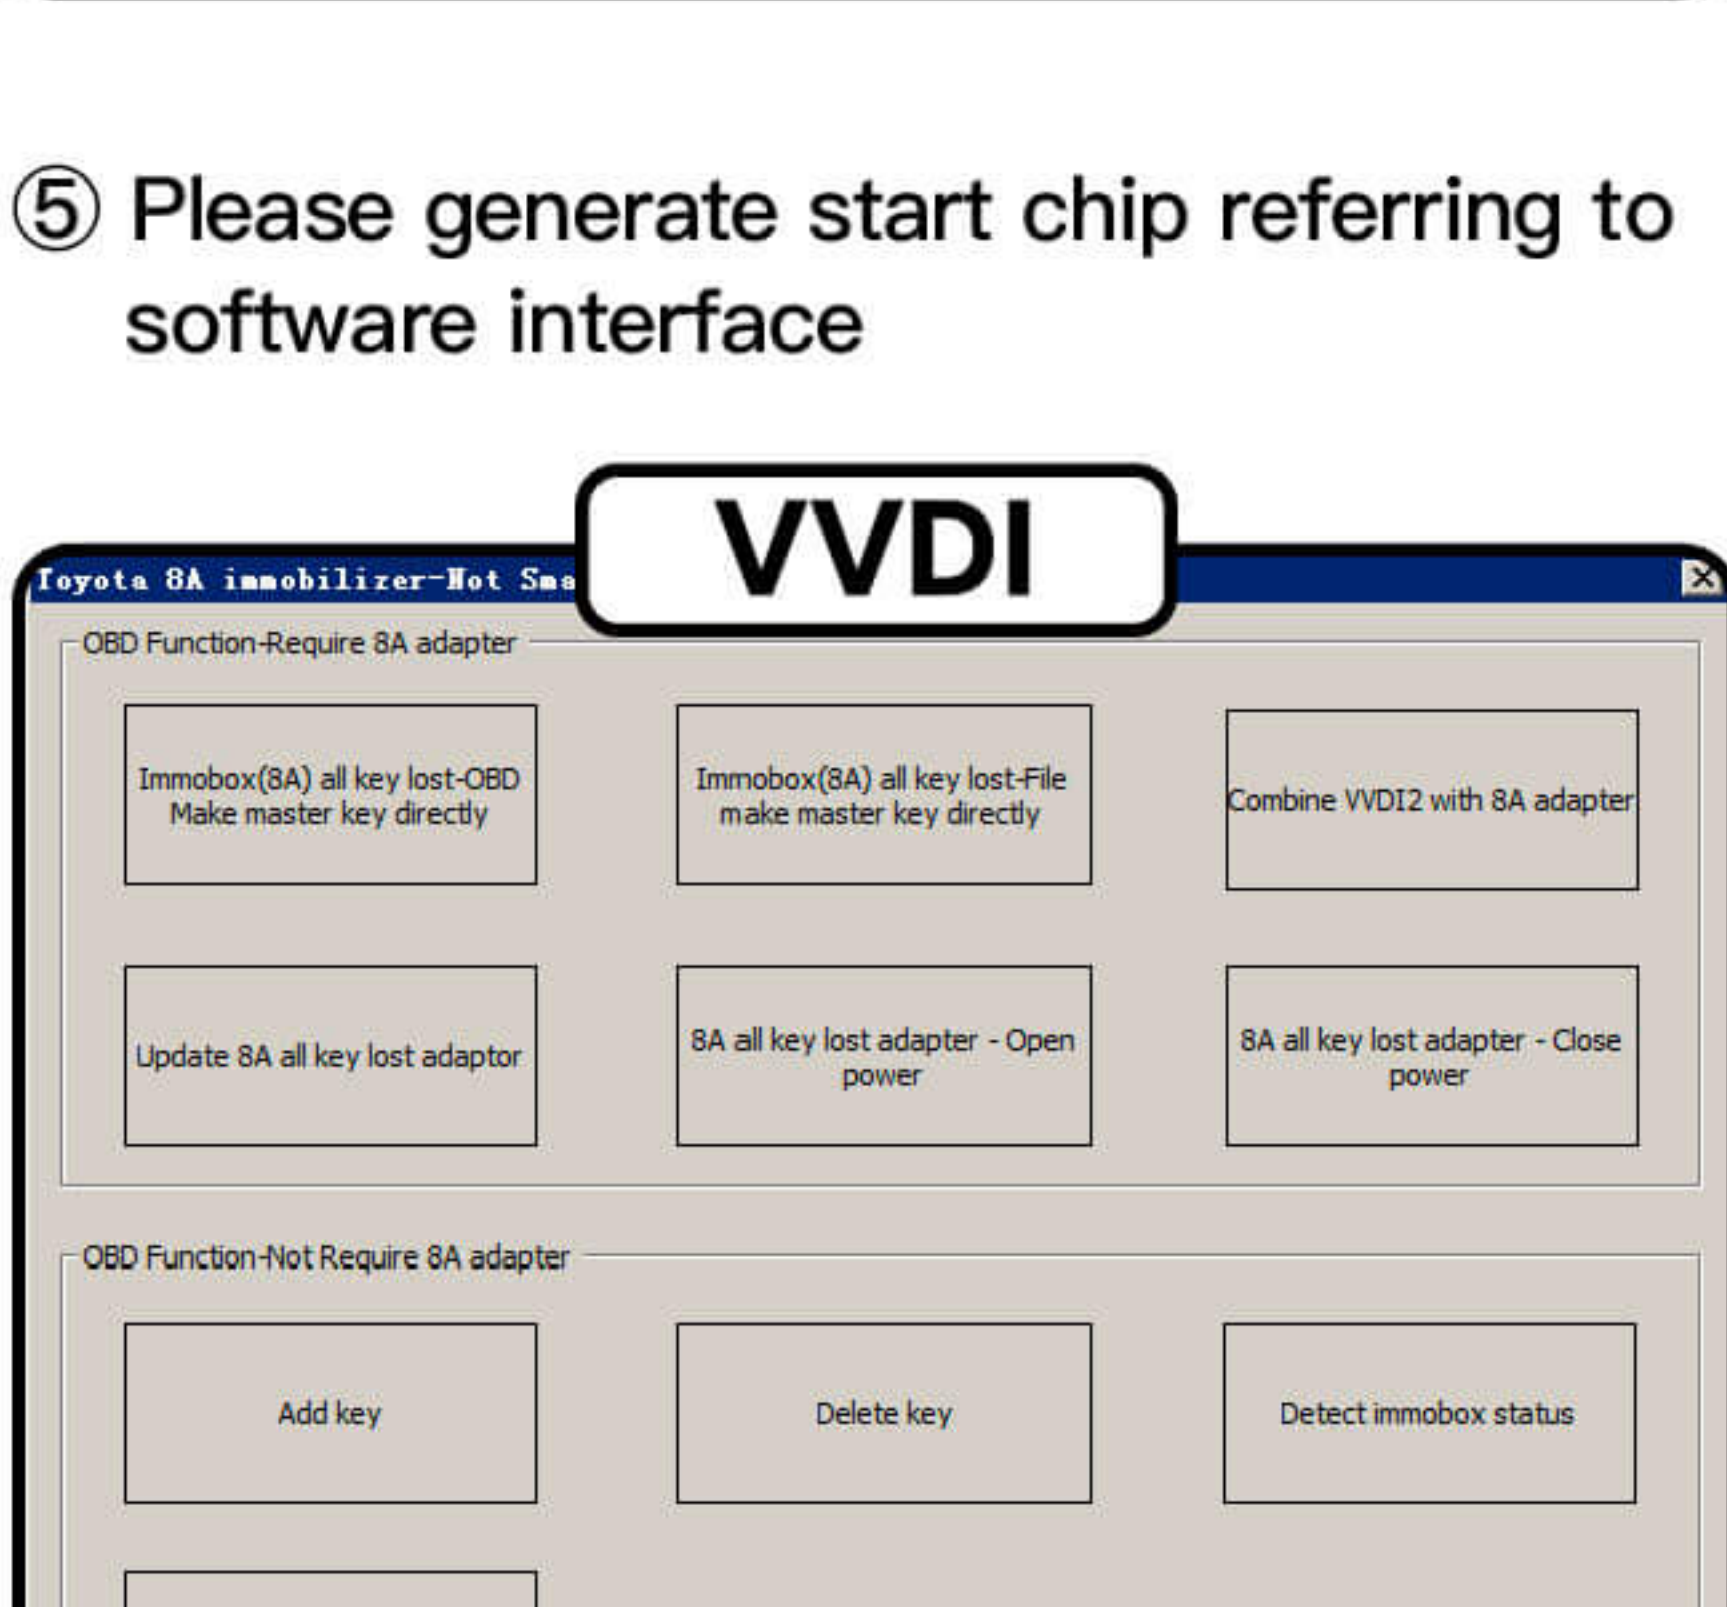 ⑤ Please generate start chip referring to
software interface
VVDI
Toyota 8A immobilizer-Not Sma
OBD Function-Require 8A adapter
Immobox(8A) all key lost-OBD
Make master key directly
Immobox(8A) all key lost-File
make master key directly
Combine VVDI2 with 8A adapter
Update 8A all key lost adaptor
8A all key lost adapter - Open
power
8A all key lost adapter - Close
power
OBD Function-Not Require 8A adapter
Add key
Delete key
Detect immobox status